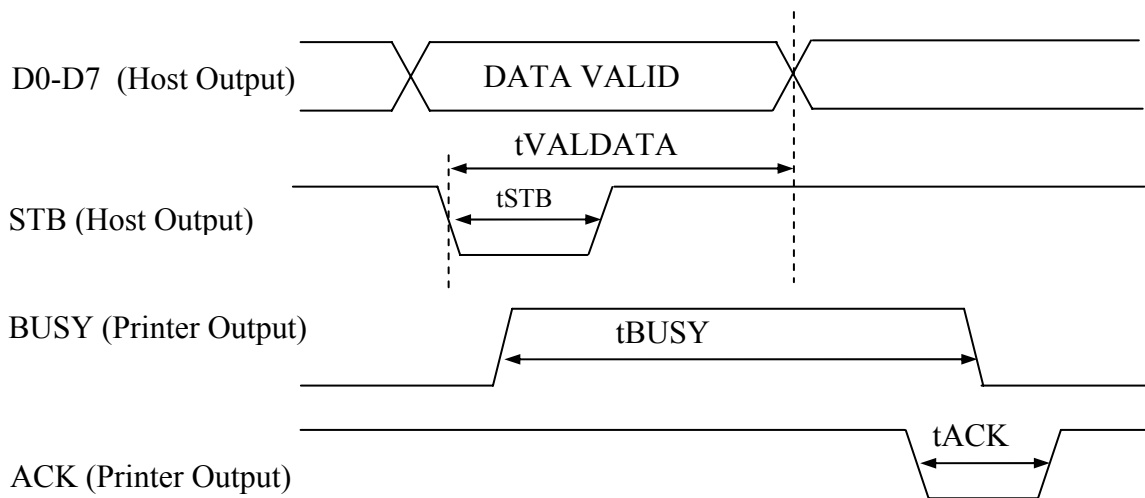 D0-D7 (Host Output)
DATA VALID
tVALDATA
tSTB
STB (Host Output)
BUSY (Printer Output)
tBUSY
tACK
ACK (Printer Output)